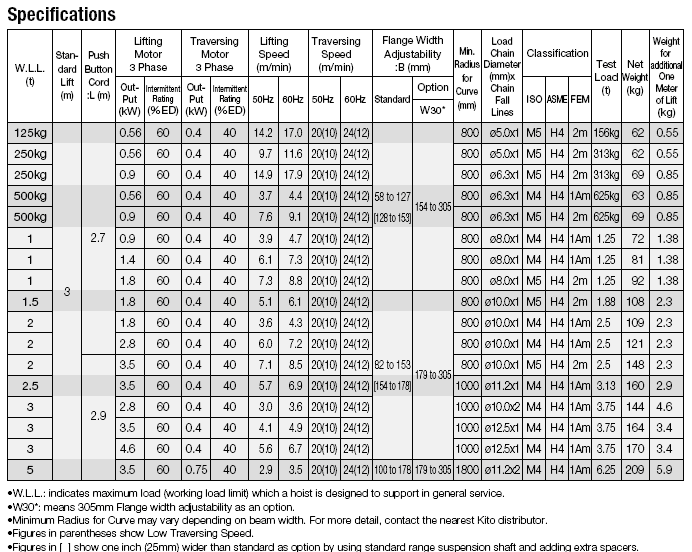 Specifications
W.L.L. (t) | Stan- dard Lift (m) | Push Button Cord :L (m) | Lifting Motor 3 Phase | Traversing Motor 3 Phase | Lifting Speed (m/min) | Traversing Speed (m/min) | Flange Width Adjustability :B (mm) | Min. Radius for Curve (mm) | Load Chain Diameter (mm)x Chain Fall Lines | Classification | Test Load (t) | Net Weight (kg) | Weight for additional One Meter of Lift (kg)
Out- Put (kW) | Intermittent Rating (%ED) | Out- Put (kW) | Intermittent Rating (%ED) | 50Hz | 60Hz | 50Hz | 60Hz | Standard | Option W30* | ISO | ASME | FEM
125kg 0.56 60 0.4 40 14.2 17.0 20(10) 24(12) 800 ø5.0x1 M5 H4 2m 156kg 62 0.55
250kg 0.56 60 0.4 40 9.7 11.6 20(10) 24(12) 800 ø5.0x1 M5 H4 2m 313kg 62 0.55
250kg 0.9 60 0.4 40 14.9 17.9 20(10) 24(12) 800 ø6.3x1 M5 H4 2m 313kg 69 0.85
500kg 0.56 60 0.4 40 3.7 4.4 20(10) 24(12) 58 to 127 154 to 305 800 ø6.3x1 M4 H4 1Am 625kg 63 0.85
500kg 0.9 60 0.4 40 7.6 9.1 20(10) 24(12) [128 to 153] 800 ø6.3x1 M5 H4 2m 625kg 69 0.85
1 2.7 0.9 60 0.4 40 3.9 4.7 20(10) 24(12) 800 ø8.0x1 M4 H4 1Am 1.25 72 1.38
1 1.4 60 0.4 40 6.1 7.3 20(10) 24(12) 800 ø8.0x1 M4 H4 1Am 1.25 81 1.38
1 1.8 60 0.4 40 7.3 8.8 20(10) 24(12) 800 ø8.0x1 M5 H4 2m 1.25 92 1.38
1.5 3 1.8 60 0.4 40 5.1 6.1 20(10) 24(12) 800 ø10.0x1 M5 H4 2m 1.88 108 2.3
2 1.8 60 0.4 40 3.6 4.3 20(10) 24(12) 800 ø10.0x1 M4 H4 1Am 2.5 109 2.3
2 2.8 60 0.4 40 6.0 7.2 20(10) 24(12) 800 ø10.0x1 M4 H4 1Am 2.5 121 2.3
2 3.5 60 0.4 40 7.1 8.5 20(10) 24(12) 82 to 153 179 to 305 800 ø10.0x1 M5 H4 2m 2.5 148 2.3
2.5 3.5 60 0.4 40 5.7 6.9 20(10) 24(12) [154 to 178] 1000 ø11.2x1 M4 H4 1Am 3.13 160 2.9
3 2.9 2.8 60 0.4 40 3.0 3.6 20(10) 24(12) 1000 ø10.0x2 M4 H4 1Am 3.75 144 4.6
3 3.5 60 0.4 40 4.1 4.9 20(10) 24(12) 1000 ø12.5x1 M4 H4 1Am 3.75 164 3.4
3 4.6 60 0.4 40 5.6 6.7 20(10) 24(12) 1000 ø12.5x1 M4 H4 1Am 3.75 170 3.4
5 3.5 60 0.75 40 2.9 3.5 20(10) 24(12) 100 to 178 179 to 305 1800 ø11.2x2 M4 H4 1Am 6.25 209 5.9
•W.L.L.: indicates maximum load (working load limit) which a hoist is designed to support in general service.
•W30*: means 305mm Flange width adjustability as an option.
•Minimum Radius for Curve may vary depending on beam width. For more detail, contact the nearest Kito distributor.
•Figures in parentheses show Low Traversing Speed.
•Figures in [ ] show one inch (25mm) wider than standard as option by using standard range suspension shaft and adding extra spacers.